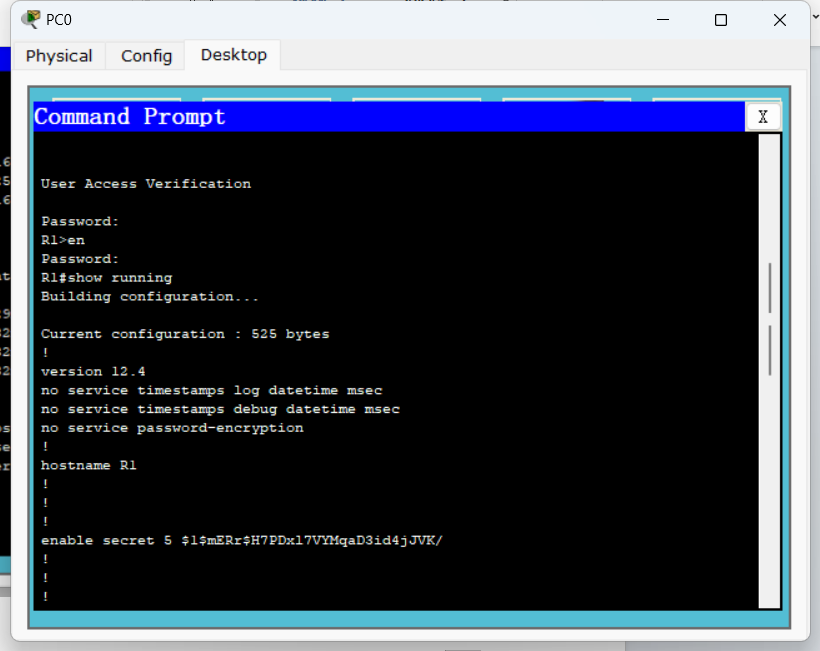 PC0
Physical
Config
Desktop
Command Prompt
X
User Access Verification
Password:
R1>en
Password:
R1#show running
Building configuration...
Current configuration : 525 bytes
!
version 12.4
no service timestamps log datetime msec
no service timestamps debug datetime msec
no service password-encryption
!
hostname R1
!
!
!
enable secret 5 $1$mERr$H7PDxl7VYMqaD3id4jJVK/
!
!
!